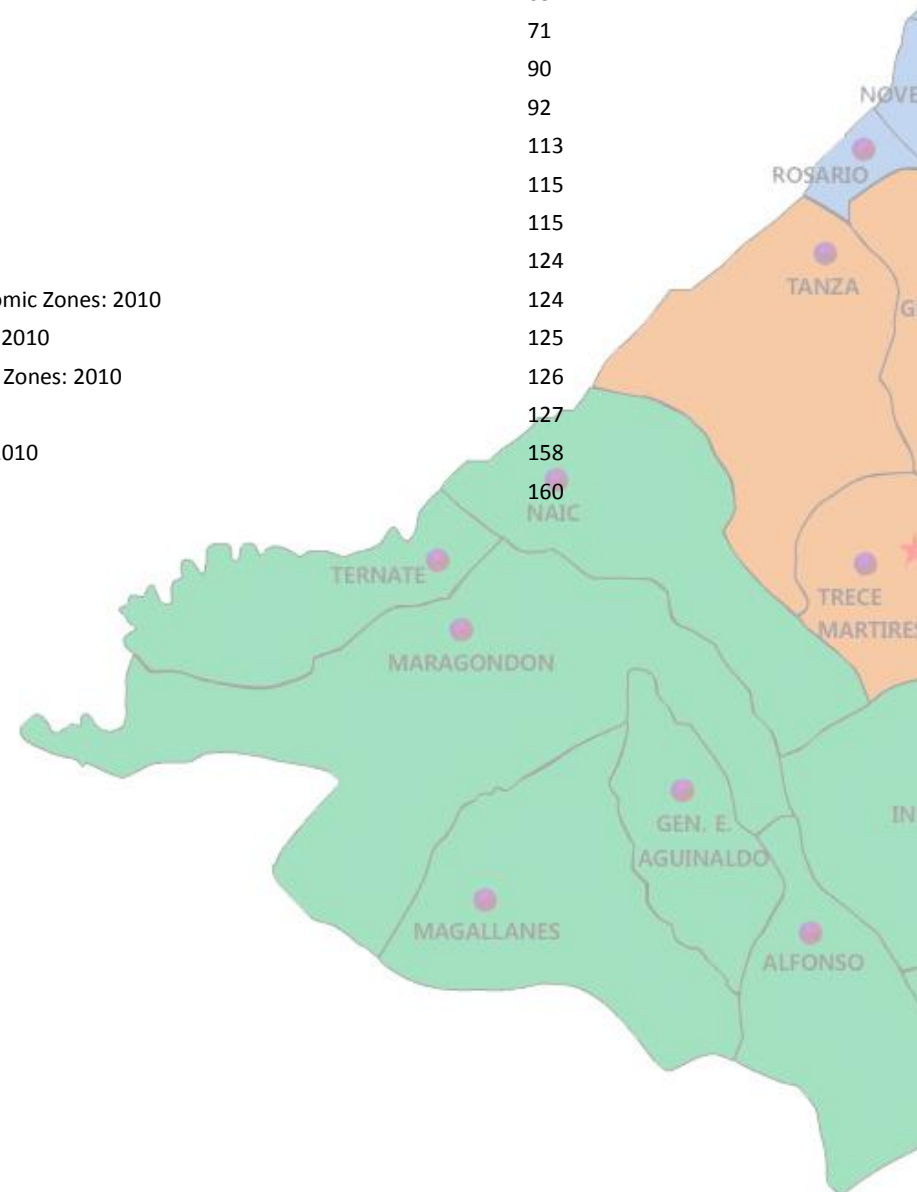 71
90
92
113
115
115
124
omic Zones: 2010 124
2010 125
Zones: 2010 126
127
010 158
160
NOVE
ROSARIO
TANZA
G
NAIC
TERNATE
TRECE
MARTIRES
MARAGONDON
IN
GEN. E.
AGUINALDO
MAGALLANES
ALFONSO